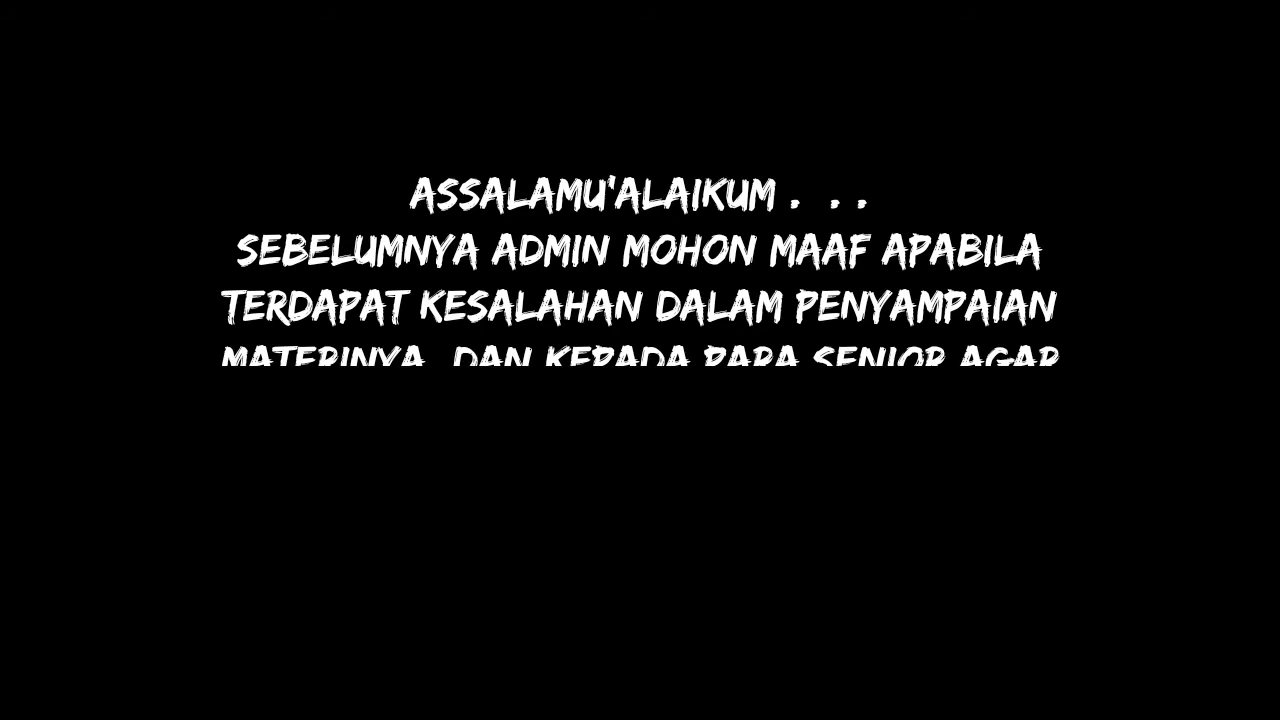 ASSALAMU'ALAIKUM . . .
SEBELUMNYA ADMIN MOHON MAAF APABILA
TERDAPAT KESALAHAN DALAM PENYAMPAIAN
MATERINYA, DAN KEPADA PARA SENIOR AGAR